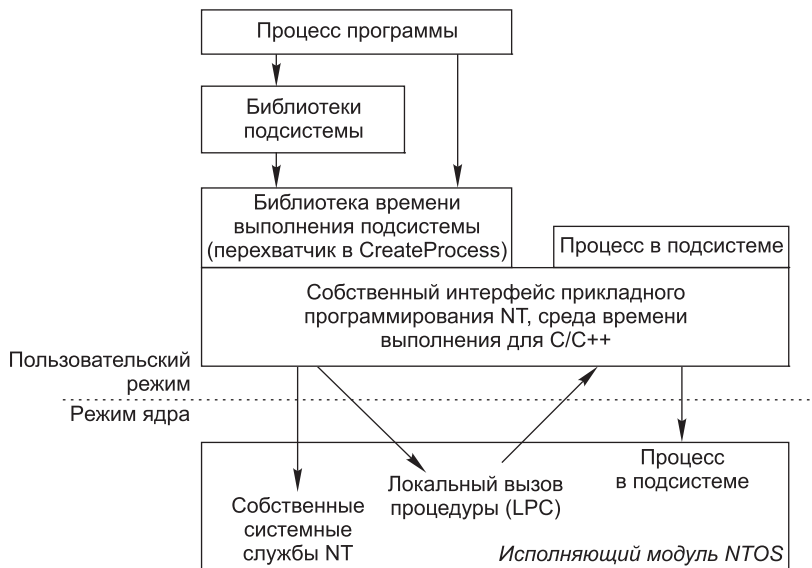 Процесс программы
Библиотеки
подсистемы
Библиотека времени
выполнения подсистемы
(перехватчик в CreateProcess)
Процесс в подсистеме
Собственный интерфейс прикладного
программирования NT, среда времени
выполнения для C/C++
Пользовательский
режим
Режим ядра
Собственные
системные
службы NT
Локальный вызов
процедуры (LPC)
Процесс
в подсистеме
Исполняющий модуль NTOS